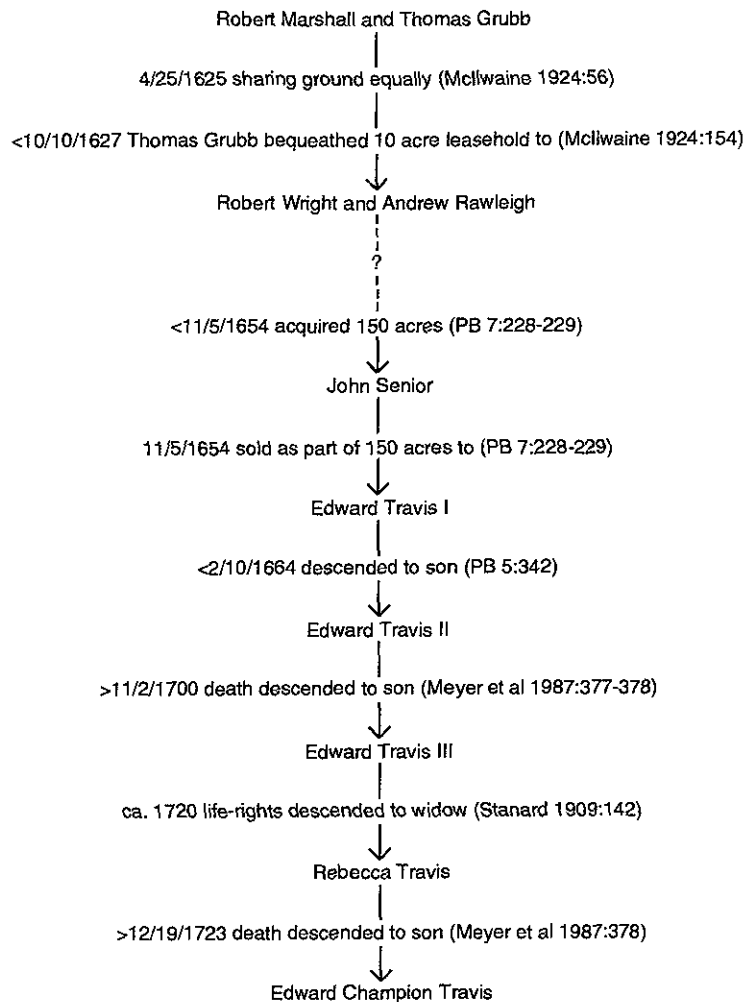 Robert Marshall and Thomas Grubb
4/25/1625 sharing ground equally (McIlwaine 1924:56)
<10/10/1627 Thomas Grubb bequeathed 10 acre leasehold to (McIlwaine 1924:154)
Robert Wright and Andrew Rawleigh
?
<11/5/1654 acquired 150 acres (PB 7:228-229)
John Senior
11/5/1654 sold as part of 150 acres to (PB 7:228-229)
Edward Travis I
<2/10/1664 descended to son (PB 5:342)
Edward Travis II
>11/2/1700 death descended to son (Meyer et al 1987:377-378)
Edward Travis III
ca. 1720 life-rights descended to widow (Stanard 1909:142)
Rebecca Travis
>12/19/1723 death descended to son (Meyer et al 1987:378)
Edward Champion Travis